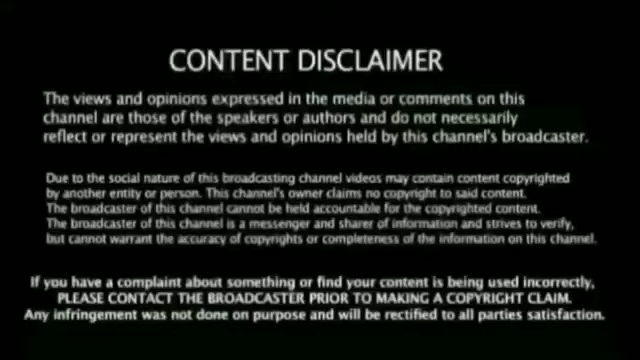 CONTENT DISCLAIMER
The views and opinions expressed in the media or comments on this
channel are those of the speakers or authors and do not necessarily
reflect or represent the views and opinions held by this channel's broadcaster.
Due to the social nature of this broadcasting channel videos may contain content copyrighted
by another entity or person. This channel's owner claims no copyright to said content.
The broadcaster of this channel cannot be held accountable for the copyrighted content.
The broadcaster of this channel is a messenger and sharer of information and strives to verify,
but cannot warrant the accuracy of copyrights or completeness of the information on this channel.
If you have a complaint about something or find your content is being used incorrectly,
PLEASE CONTACT THE BROADCASTER PRIOR TO MAKING A COPYRIGHT CLAIM.
Any infringement was not done on purpose and will be rectified to all parties satisfaction.